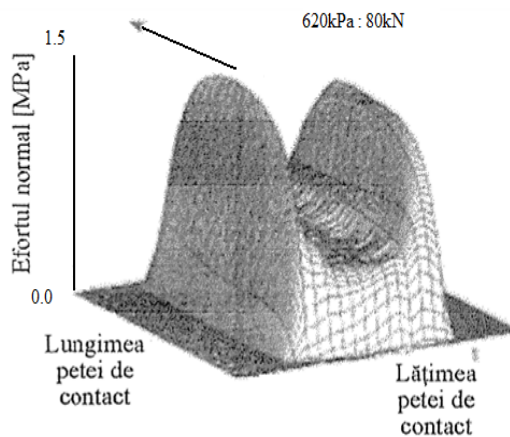 620kPa : 80kN
1.5
Efortul normal [MPa]
0.0
Lungimea
petei de
contact
Lățimea
petei de
contact